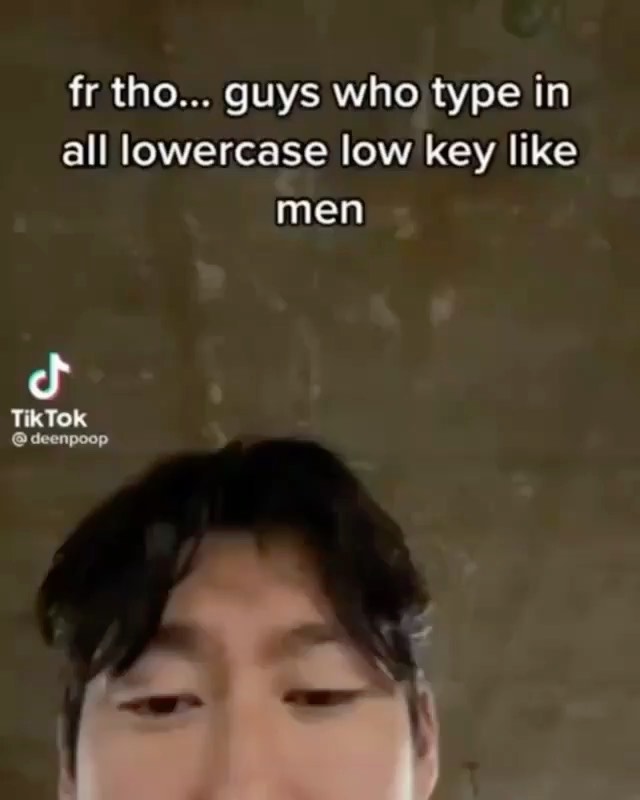 fr tho... guys who type in
all lowercase low key like
men
TikTok
@deenpoop